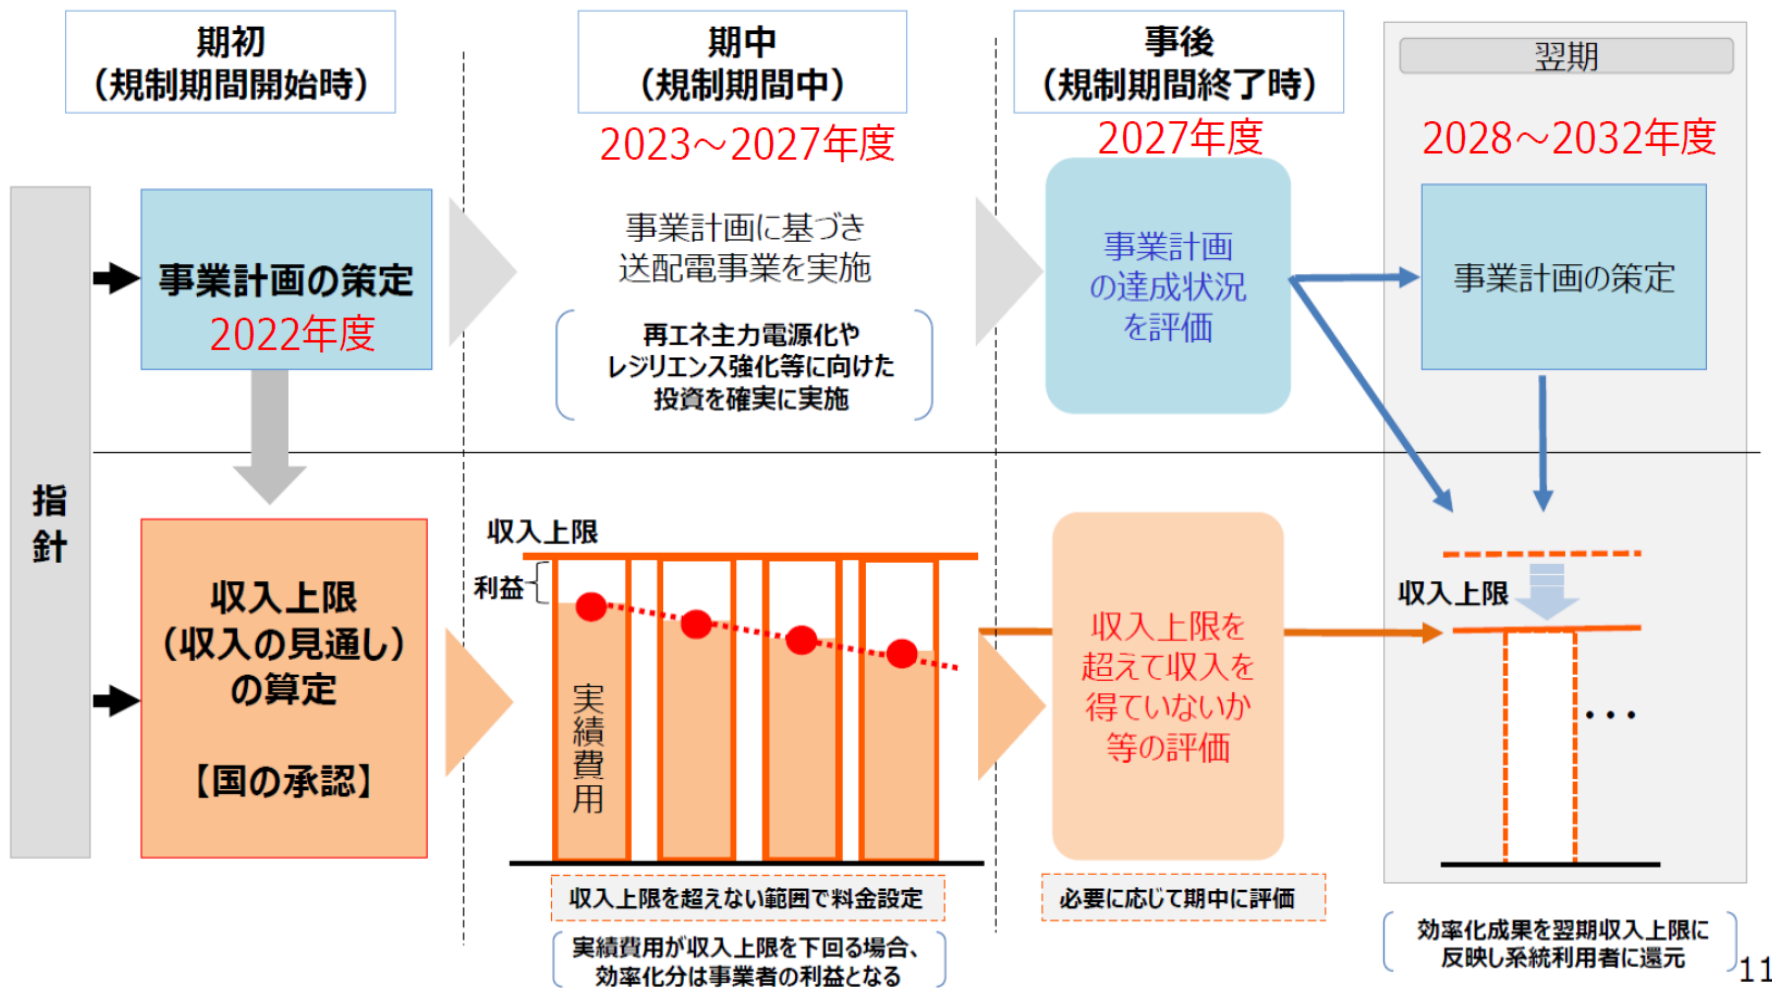 期初
（規制期間開始時）
期中
（規制期間中）
事後
（規制期間終了時）
翌期
2023～2027年度
2027年度
2028～2032年度
指
針
事業計画の策定
2022年度
事業計画に基づき
送配電事業を実施
再エネ主力電源化や
レジリエンス強化等に向けた
投資を確実に実施
事業計画
の達成状況
を評価
事業計画の策定
収入上限
（収入の見通し）
の算定
【国の承認】
収入上限
利益
実績費用
収入上限を
超えて収入を
得ていないか
等の評価
収入上限
・・・
収入上限を超えない範囲で料金設定
実績費用が収入上限を下回る場合、
効率化分は事業者の利益となる
必要に応じて期中に評価
効率化成果を翌期収入上限に
反映し系統利用者に還元
11